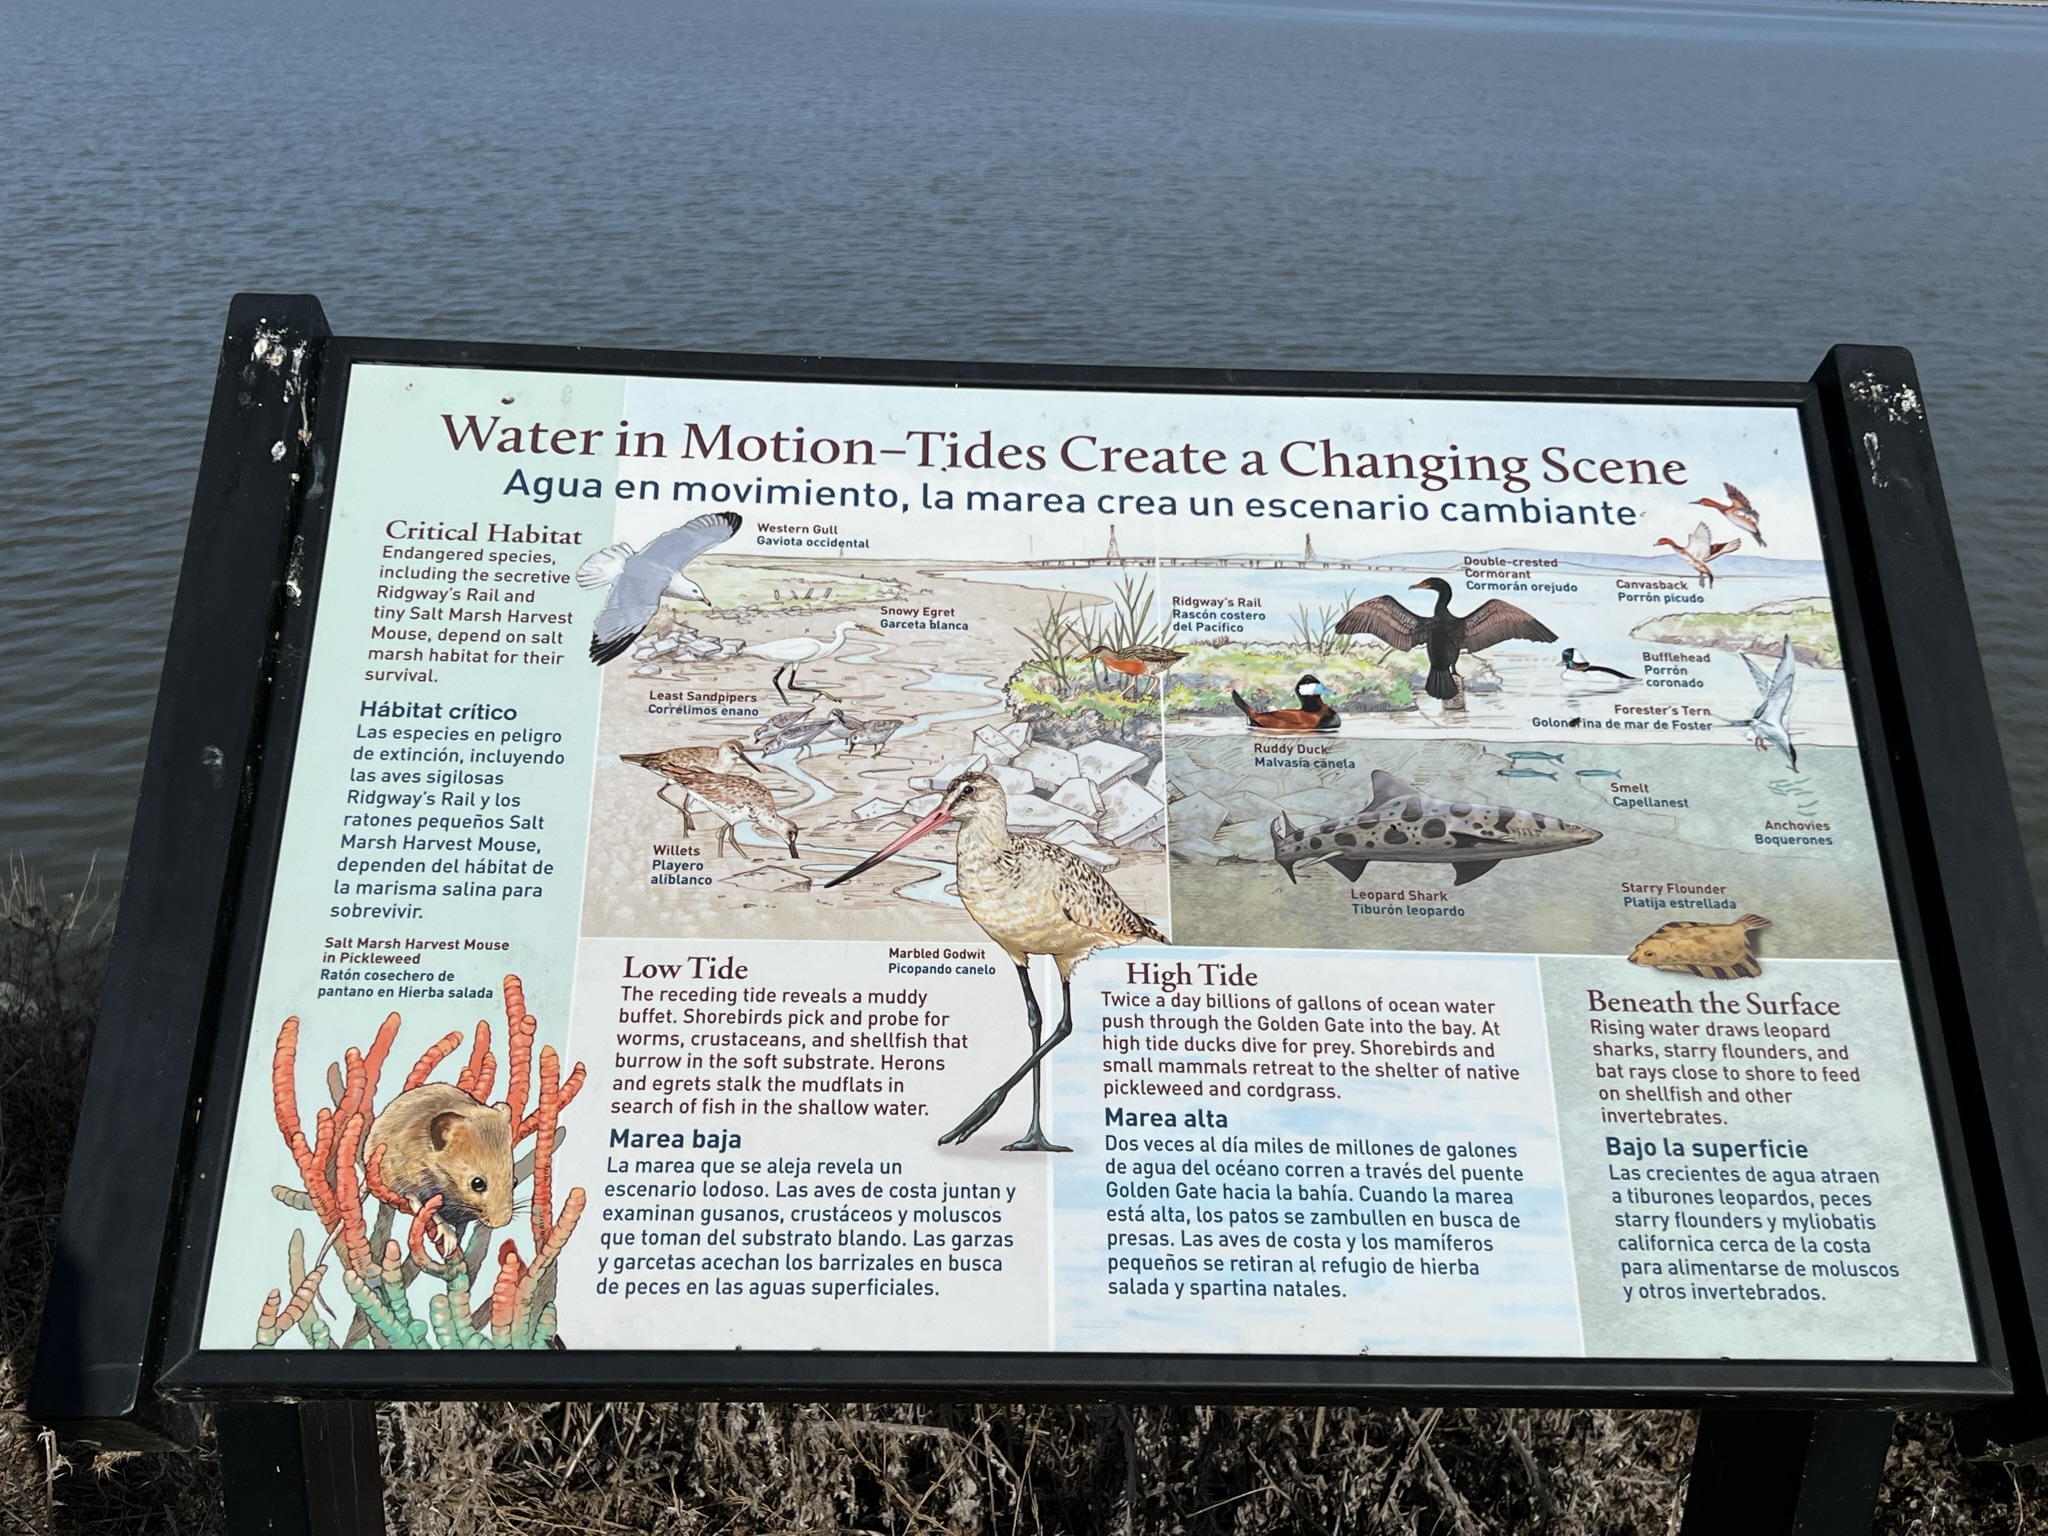 Water in Motion–Tides Create a Changing Scene
Agua en movimiento, la marea crea un escenario cambiante
Critical Habitat
Endangered species,
including the secretive
Ridgway's Rail and
tiny Salt Marsh Harvest
Mouse, depend on salt
marsh habitat for their
survival.
Hábitat crítico
Las especies en peligro
de extinción, incluyendo
las aves sigilosas
Ridgway's Rail y los
ratones pequeños Salt
Marsh Harvest Mouse,
dependen del hábitat de
la marisma salina para
sobrevivir.
Salt Marsh Harvest Mouse
in Pickleweed
Ratón cosechero de
pantano en Hierba salada
Western Gull
Gaviota occidental
Snowy Egret
Garceta blanca
Least Sandpipers
Correlimos enano
Willets
Playero
aliblanco
Marbled Godwit
Picopando canelo
Ridgway's Rail
Rascón costero
del Pacífico
Double-crested
Cormorant
Cormorán orejudo
Canvasback
Porrón picudo
Bufflehead
Porrón
coronado
Forester's Tern
Golondrina de mar de Foster
Ruddy Duck
Malvasía canela
Smelt
Capellanest
Anchovies
Boquerones
Leopard Shark
Tiburón leopardo
Starry Flounder
Platija estrellada
Low Tide
The receding tide reveals a muddy
buffet. Shorebirds pick and probe for
worms, crustaceans, and shellfish that
burrow in the soft substrate. Herons
and egrets stalk the mudflats in
search of fish in the shallow water.
Marea baja
La marea que se aleja revela un
escenario lodoso. Las aves de costa juntan y
examinan gusanos, crustáceos y moluscos
que toman del substrato blando. Las garzas
y garcetas acechan los barrizales en busca
de peces en las aguas superficiales.
High Tide
Twice a day billions of gallons of ocean water
push through the Golden Gate into the bay. At
high tide ducks dive for prey. Shorebirds and
small mammals retreat to the shelter of native
pickleweed and cordgrass.
Marea alta
Dos veces al día miles de millones de galones
de agua del océano corren a través del puente
Golden Gate hacia la bahía. Cuando la marea
está alta, los patos se zambullen en busca de
presas. Las aves de costa y los mamíferos
pequeños se retiran al refugio de hierba
salada y spartina natales.
Beneath the Surface
Rising water draws leopard
sharks, starry flounders, and
bat rays close to shore to feed
on shellfish and other
invertebrates.
Bajo la superficie
Las crecientes de agua atraen
a tiburones leopardos, peces
starry flounders y myliobatis
californica cerca de la costa
para alimentarse de moluscos
y otros invertebrados.